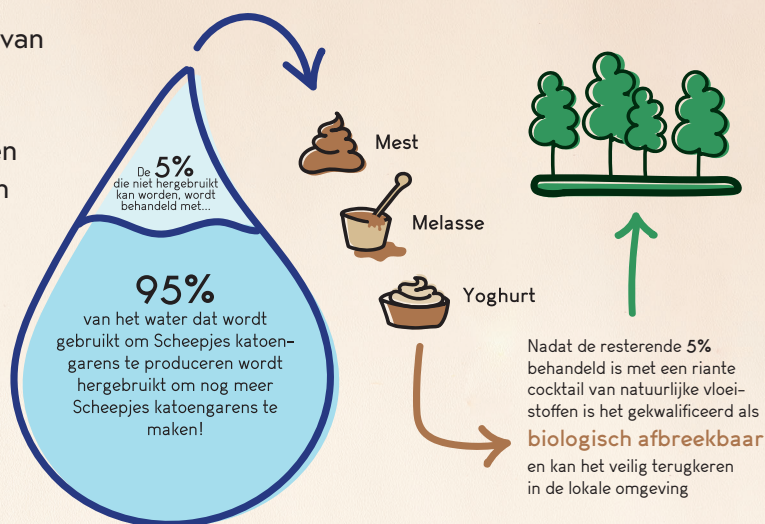 van
en
n
De 5%
die niet hergebruikt
kan worden, wordt
behandeld met...
95%
van het water dat wordt
gebruikt om Scheepjes katoen-
garens te produceren wordt
hergebruikt om nog meer
Scheepjes katoengarens te
maken!
Mest
Melasse
Yoghurt
Nadat de resterende 5%
behandeld is met een riante
cocktail van natuurlijke vloei-
stoffen is het gekwalificeerd als
biologisch afbreekbaar
en kan het veilig terugkeren
in de lokale omgeving